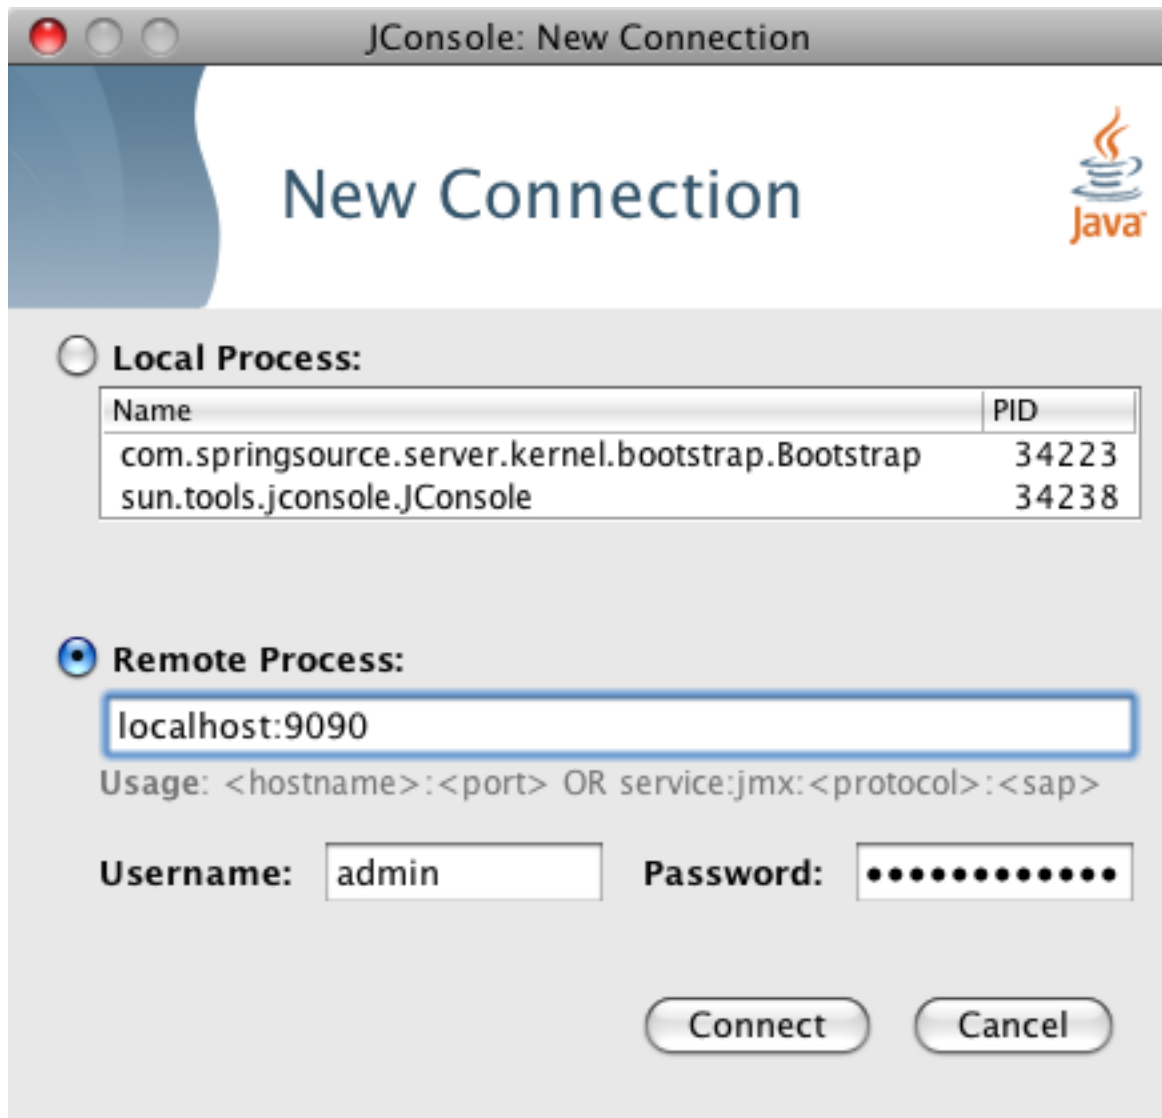 JConsole: New Connection
New Connection
Java
Local Process:
Name PID
com.springsource.server.kernel.bootstrap.Bootstrap 34223
sun.tools.jconsole.JConsole 34238
Remote Process:
localhost:9090
Usage: <hostname>:<port> OR service:jmx:<protocol>:<sap>
Username: admin Password: ●●●●●●●●●●●●
Connect Cancel